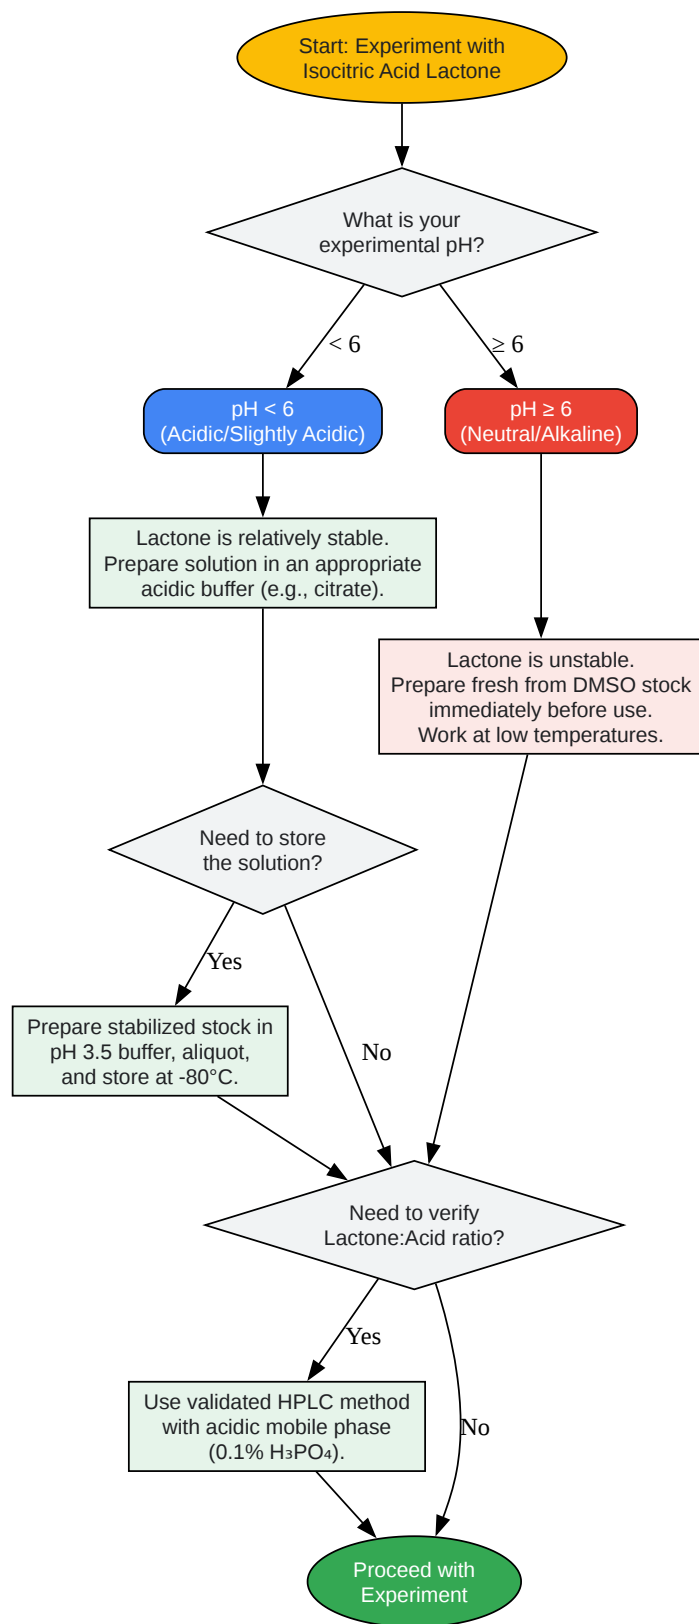 Start: Experiment with
Isocitric Acid Lactone
What is your
experimental pH?
< 6
≥ 6
pH < 6
(Acidic/Slightly Acidic)
pH ≥ 6
(Neutral/Alkaline)
Lactone is relatively stable.
Prepare solution in an appropriate
acidic buffer (e.g., citrate).
Lactone is unstable.
Prepare fresh from DMSO stock
immediately before use.
Work at low temperatures.
Need to store
the solution?
Yes
No
Prepare stabilized stock in
pH 3.5 buffer, aliquot,
and store at -80°C.
Need to verify
Lactone:Acid ratio?
Yes
No
Use validated HPLC method
with acidic mobile phase
(0.1% H₃PO₄).
Proceed with
Experiment